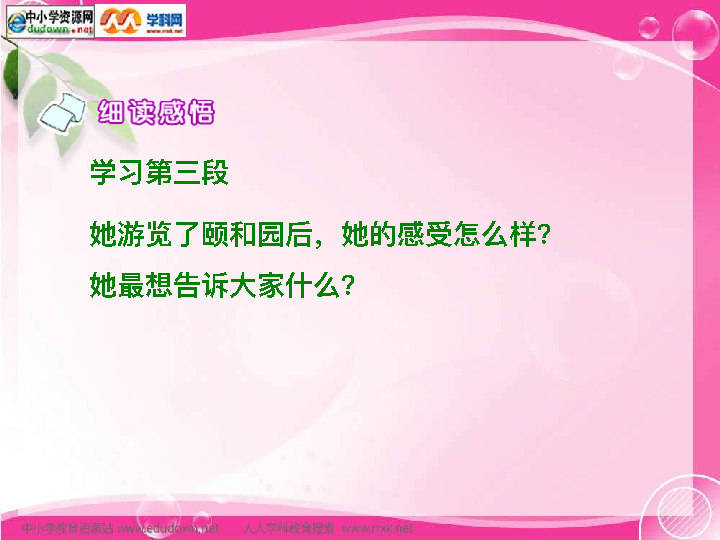 中小学资源网
dudown.net
学科网
www.nxk.net
细读感悟
学习第三段
她游览了颐和园后，她的感受怎么样？
她最想告诉大家什么？
中小学教育资源站 www.edudown.net 人人学科教育搜索 www.nxk.net